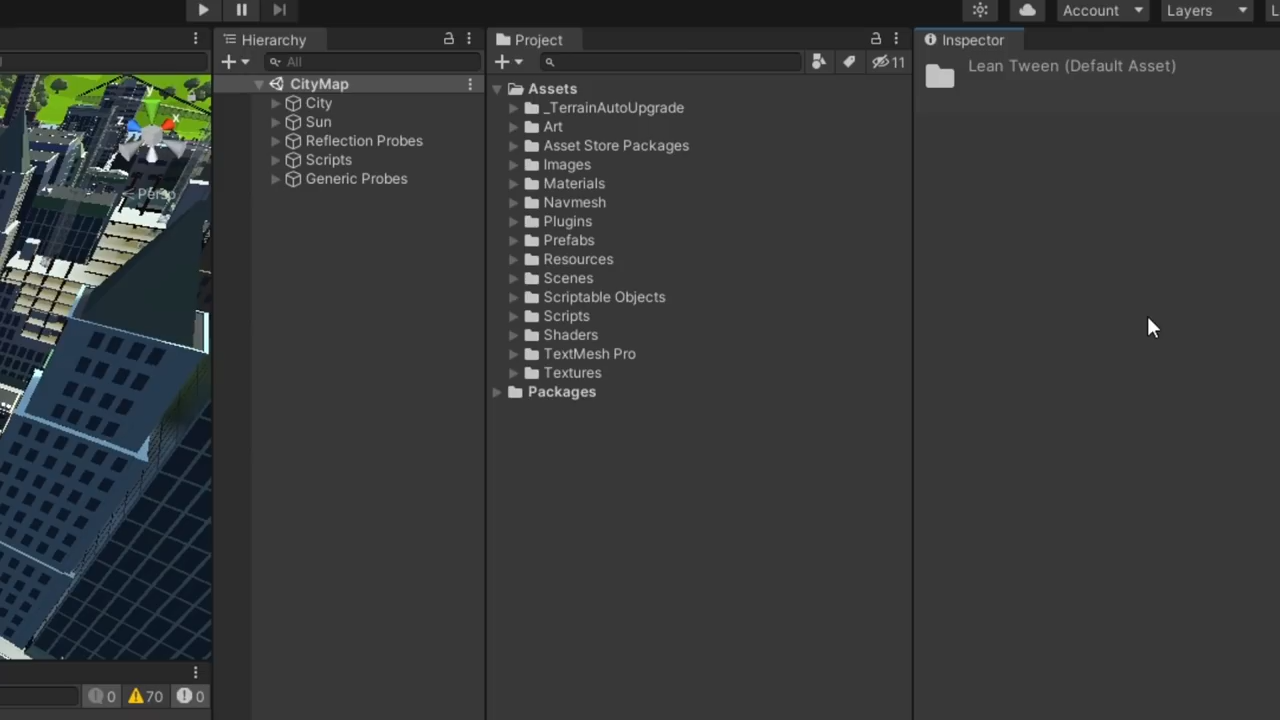 Account
Layers
L
Hierarchy
Project
Inspector
All
11
Lean Tween (Default Asset)
CityMap
City
Sun
Reflection Probes
Scripts
Generic Probes
Assets
_TerrainAutoUpgrade
Art
Asset Store Packages
Images
Materials
Navmesh
Plugins
Prefabs
Resources
Scenes
Scriptable Objects
Scripts
Shaders
TextMesh Pro
Textures
Packages
y
z
x
Persp
0
70
0